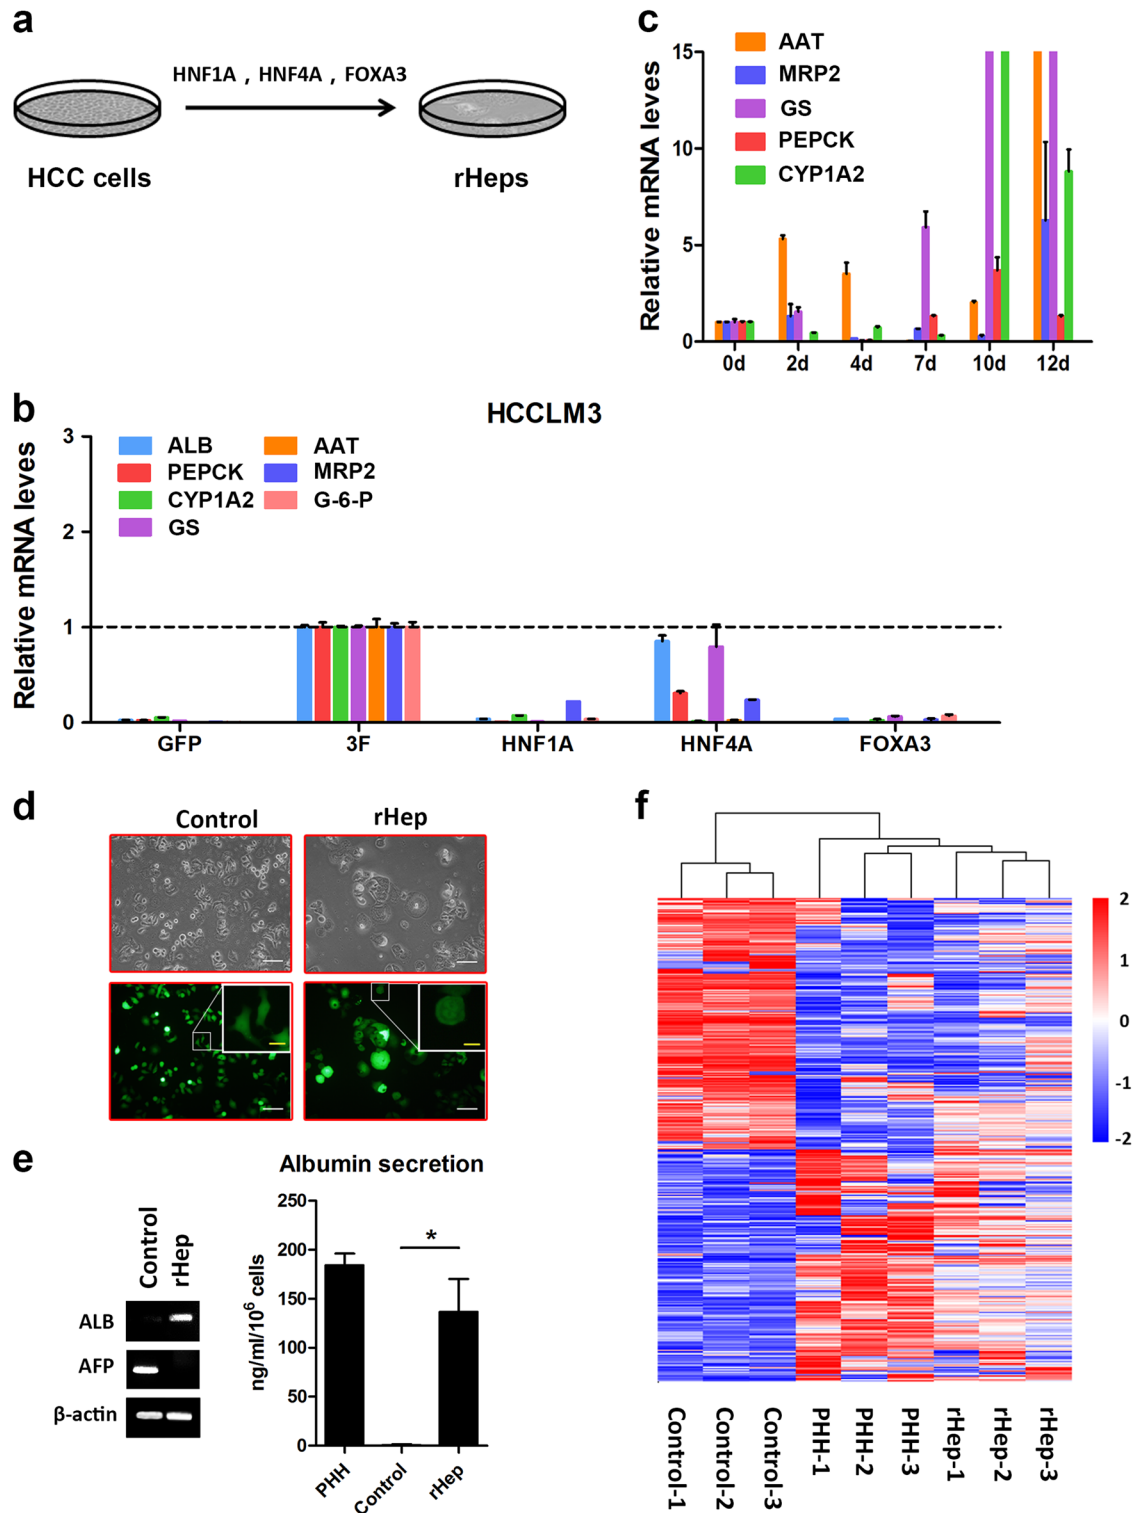 a
HNF1A , HNF4A , FOXA3
HCC cells
rHeps
c
AAT
MRP2
GS
PEPCK
CYP1A2
Relative mRNA leves
15
10
5
0
0d 2d 4d 7d 10d 12d
b
HCCLM3
ALB AAT
PEPCK MRP2
CYP1A2 G-6-P
GS
Relative mRNA leves
3
2
1
0
GFP 3F HNF1A HNF4A FOXA3
d
Control rHep
e
Control
rHep
ALB
AFP
β-actin
Albumin secretion
ng/ml/10⁶ cells
250
200
150
100
50
0
*
PHH
Control
rHep
f
2
1
0
-1
-2
Control-1
Control-2
Control-3
PHH-1
PHH-2
PHH-3
rHep-1
rHep-2
rHep-3